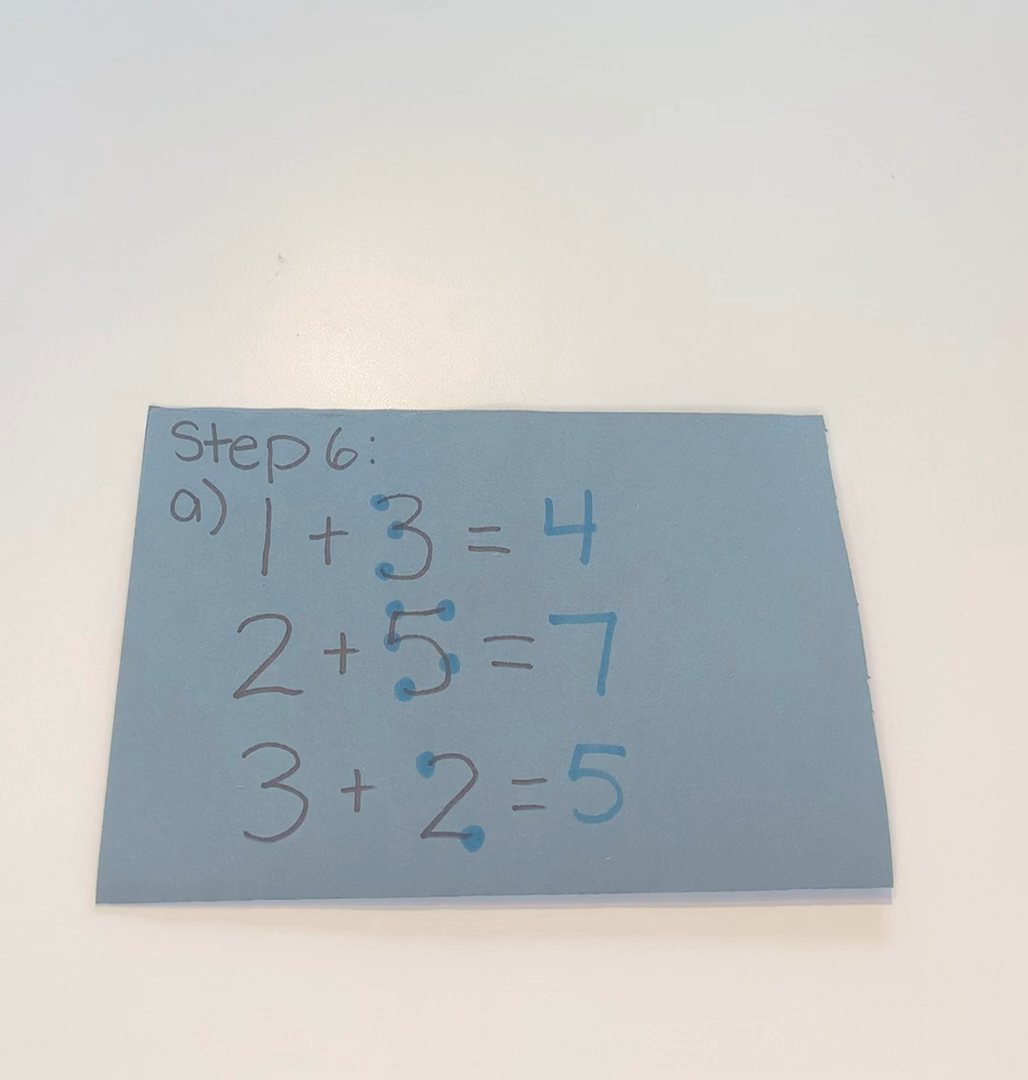 Step 6:
a) 1 + 3 = 4
2 + 5 = 7
3 + 2 = 5